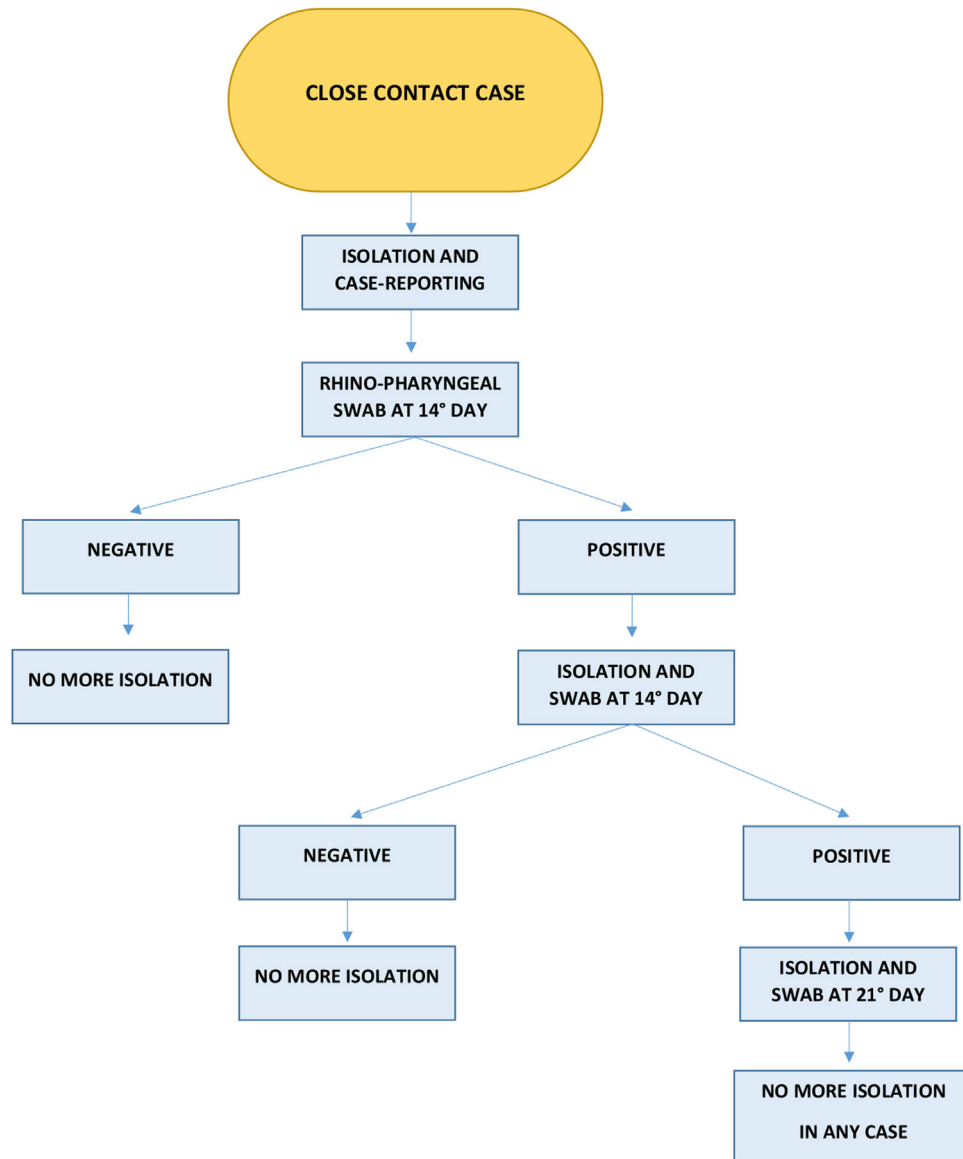 CLOSE CONTACT CASE
ISOLATION AND
CASE-REPORTING
RHINO-PHARYNGEAL
SWAB AT 14° DAY
NEGATIVE
POSITIVE
NO MORE ISOLATION
ISOLATION AND
SWAB AT 14° DAY
NEGATIVE
POSITIVE
NO MORE ISOLATION
ISOLATION AND
SWAB AT 21° DAY
NO MORE ISOLATION
IN ANY CASE